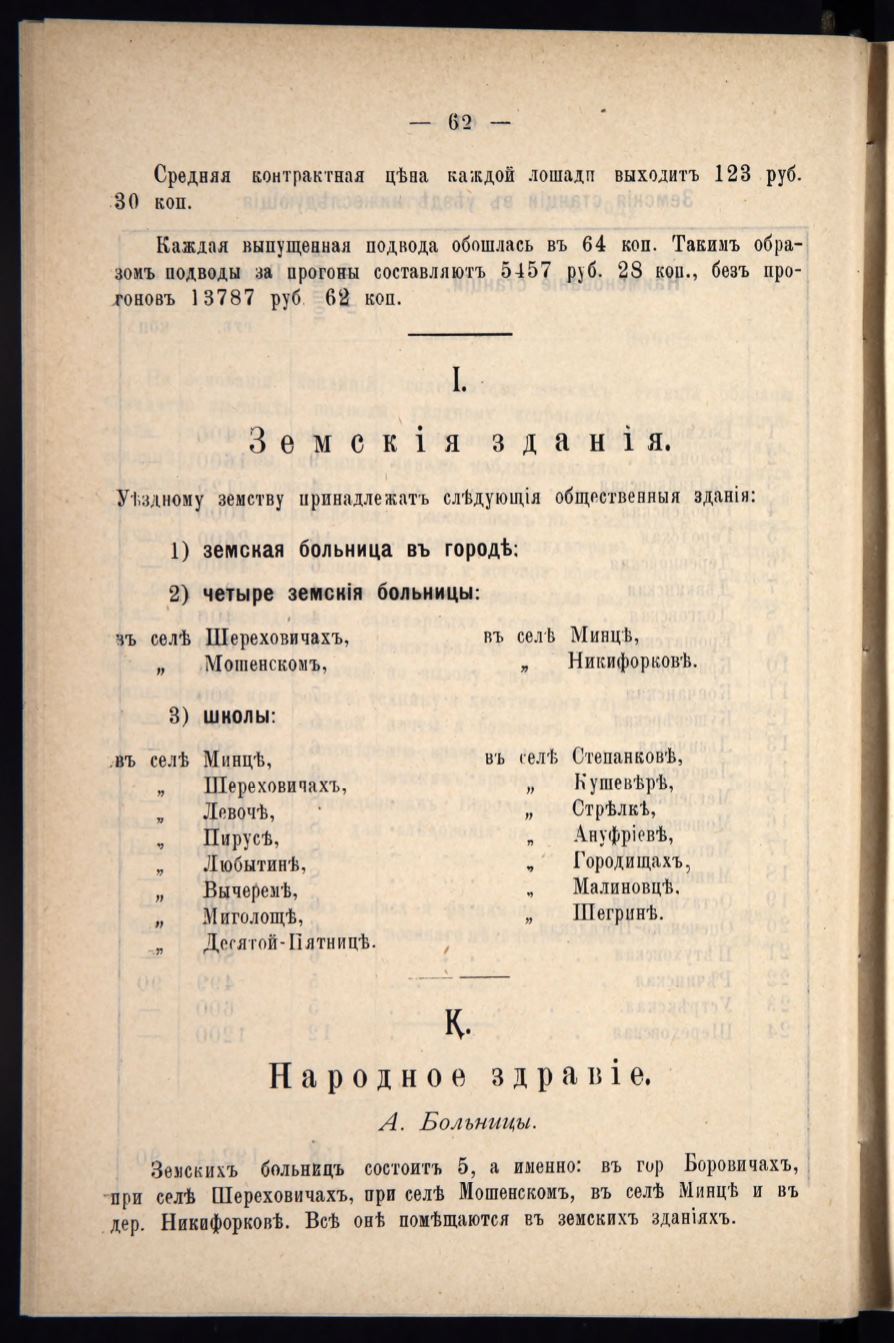 — 62 —
Средняя контрактная цѣна каждой лошади выходитъ 123 руб.
30 коп.
Каждая выпущенная подвода обошлась въ 64 коп. Такимъ обра-
зомъ подводы за прогоны составляютъ 5457 руб. 28 коп., безъ про-
гоновъ 13787 руб 62 коп.
I.
Земскія зданія.
Уѣздному земству принадлежатъ слѣдующія общественныя зданія:
1) земская больница въ городѣ;
2) четыре земскія больницы:
въ селѣ Шереховичахъ, въ селѣ Минцѣ,
„ Мошенскомъ, „ Никифорковѣ.
3) школы:
въ селѣ Минцѣ, въ селѣ Степанковѣ,
„ Шереховичахъ, „ Кушевѣрѣ,
„ Левочѣ, „ Стрѣлкѣ,
„ Пирусѣ, „ Ануфріевѣ,
„ Любытинѣ, „ Городищахъ,
„ Вычеремѣ, „ Малиновцѣ,
„ Миголощѣ, „ Шегринѣ.
„ Десятой-Пятницѣ.
К.
Народное здравіе.
А. Больницы.
Земскихъ больницъ состоитъ 5, а именно: въ гор Боровичахъ,
при селѣ Шереховичахъ, при селѣ Мошенскомъ, въ селѣ Минцѣ и въ
дер. Никифорковѣ. Всѣ онѣ помѣщаются въ земскихъ зданіяхъ.